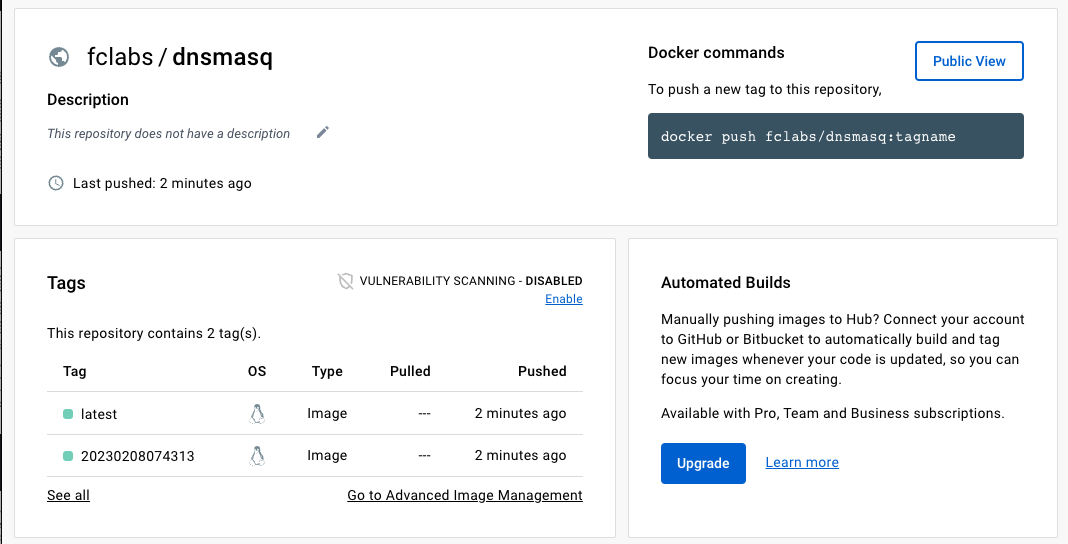 fclabs / dnsmasq
Description
This repository does not have a description
Last pushed: 2 minutes ago
Docker commands
Public View
To push a new tag to this repository,
docker push fclabs/dnsmasq:tagname
Tags
VULNERABILITY SCANNING - DISABLED
Enable
This repository contains 2 tag(s).
Tag OS Type Pulled Pushed
latest Image --- 2 minutes ago
20230208074313 Image --- 2 minutes ago
See all
Go to Advanced Image Management
Automated Builds
Manually pushing images to Hub? Connect your account
to GitHub or Bitbucket to automatically build and tag
new images whenever your code is updated, so you can
focus your time on creating.
Available with Pro, Team and Business subscriptions.
Upgrade
Learn more